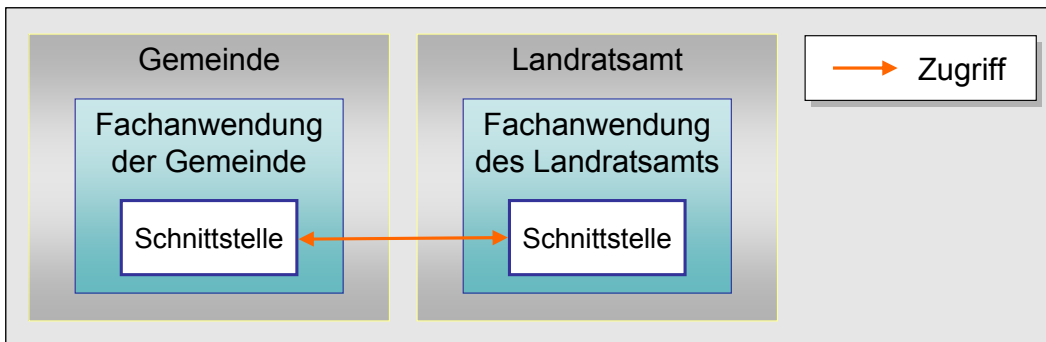 Gemeinde
Fachanwendung
der Gemeinde
Schnittstelle
Landratsamt
Fachanwendung
des Landratsamts
Schnittstelle
Zugriff